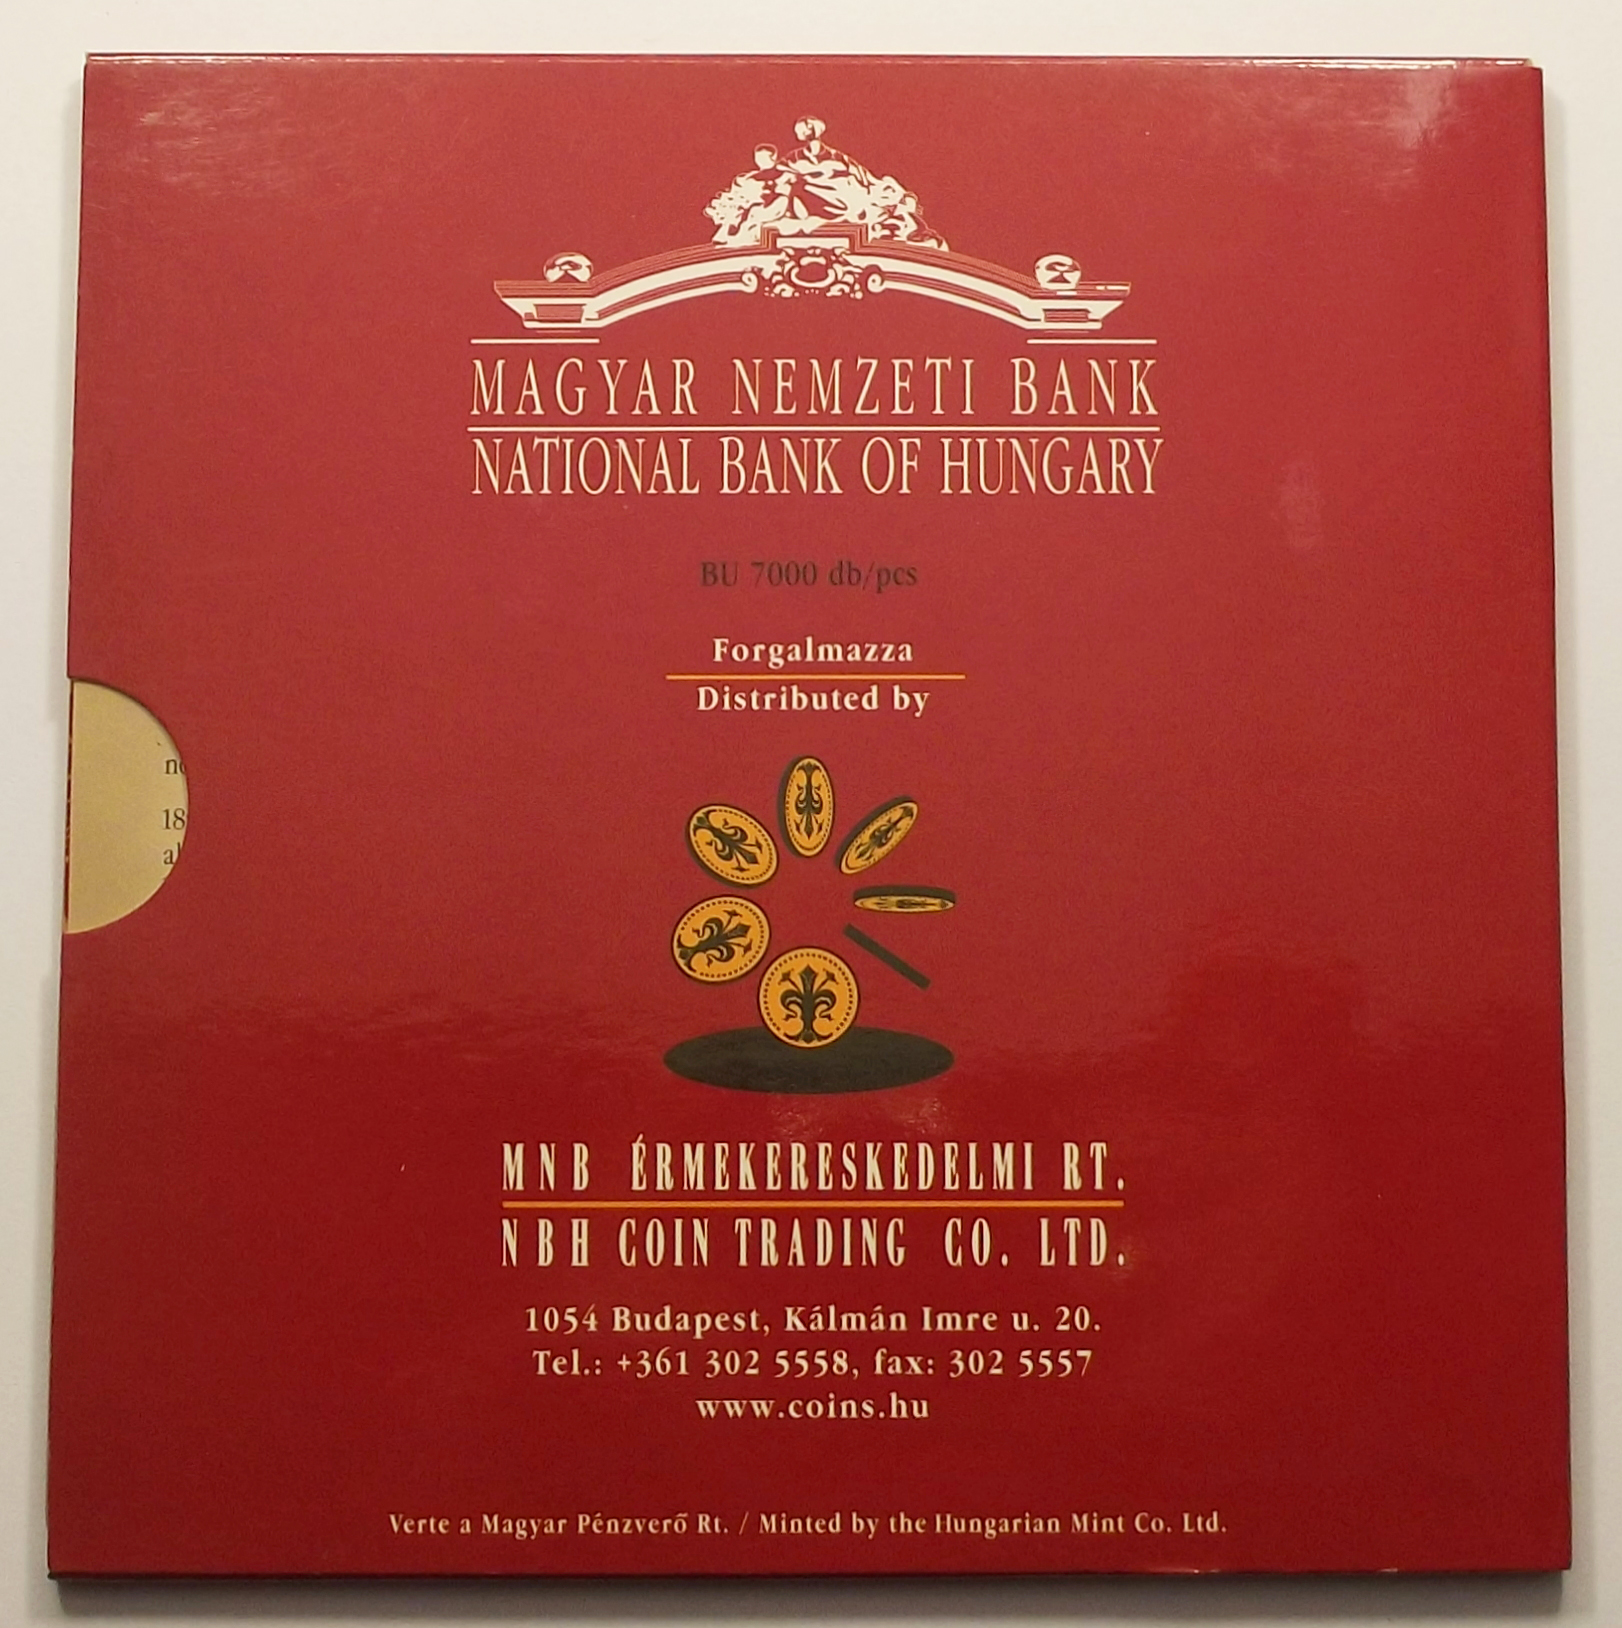 MAGYAR NEMZETI BANK
NATIONAL BANK OF HUNGARY
BU 7000 db/pcs
Forgalmazza
Distributed by
18
MNB ÉRMEKERESKEDELMI RT.
NBH COIN TRADING CO. LTD.
1054 Budapest, Kálmán Imre u. 20.
Tel.: +361 302 5558, fax: 302 5557
www.coins.hu
Verte a Magyar Pénzverő Rt. / Minted by the Hungarian Mint Co. Ltd.